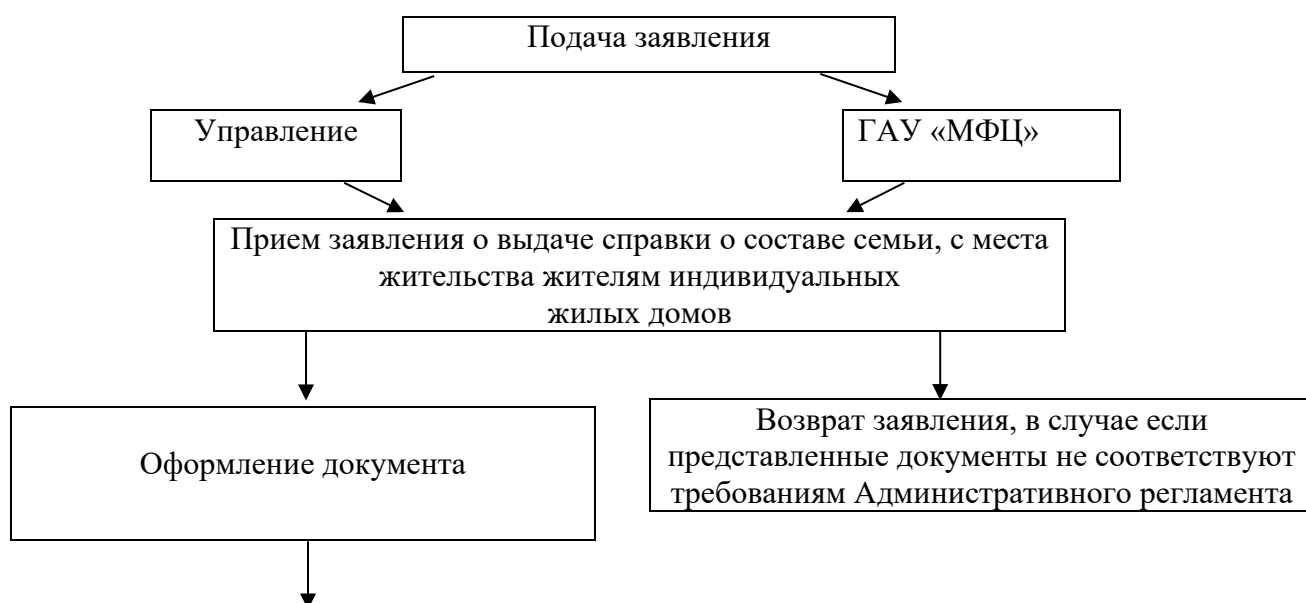 Подача заявления
Управление
ГАУ «МФЦ»
Прием заявления о выдаче справки о составе семьи, с места
жительства жителям индивидуальных
жилых домов
Оформление документа
Возврат заявления, в случае если
представленные документы не соответствуют
требованиям Административного регламента